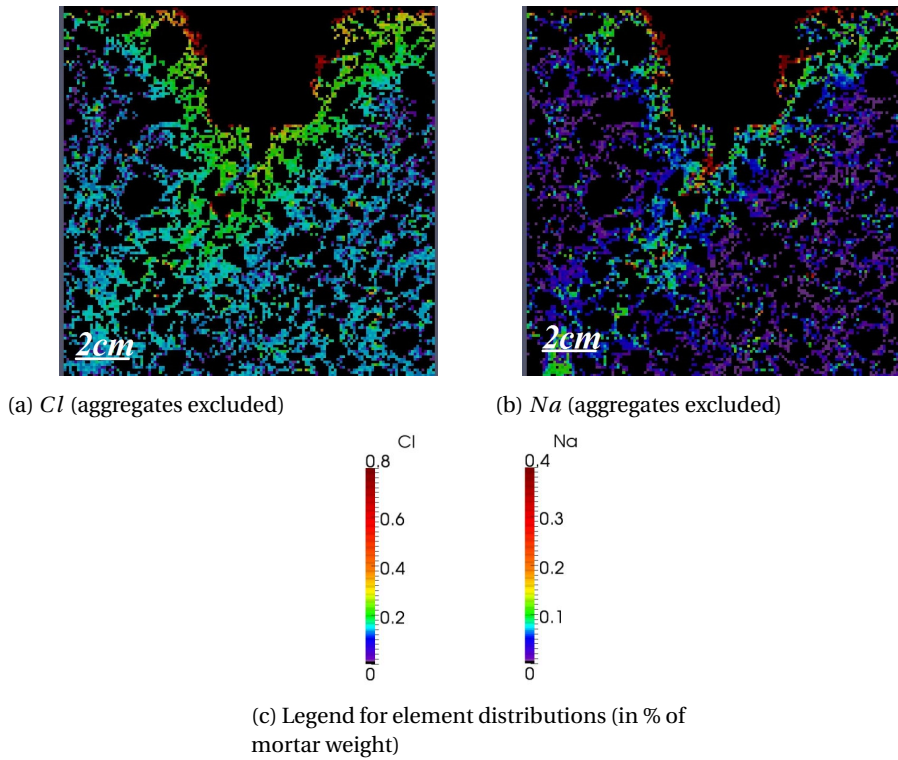 2cm 2cm
(a) Cl (aggregates excluded) (b) Na (aggregates excluded)
Cl Na
0.8 0.4
0.6 0.3
0.4 0.2
0.2 0.1
0 0
(c) Legend for element distributions (in % of
mortar weight)